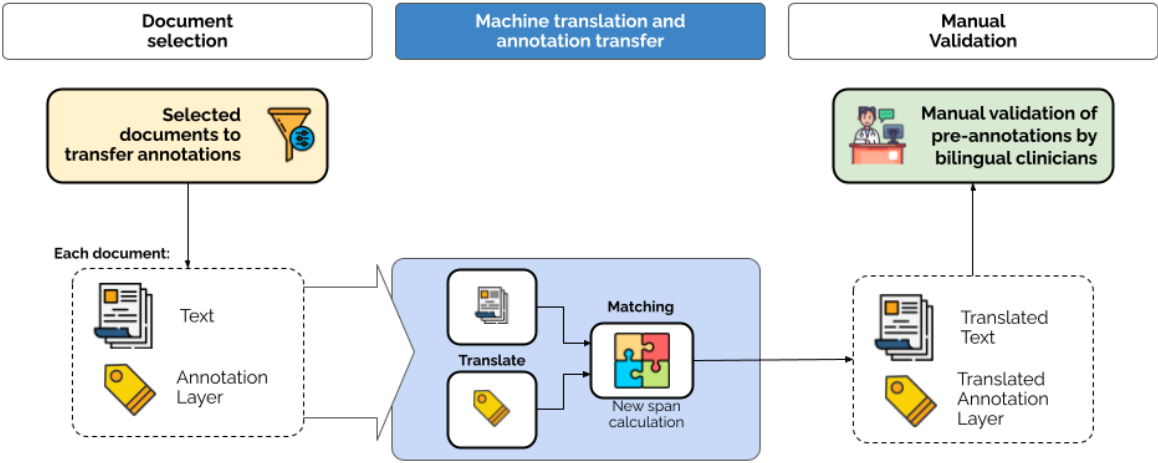 Document
selection
Machine translation and
annotation transfer
Manual
Validation
Selected
documents to
transfer annotations
Manual validation of
pre-annotations by
bilingual clinicians
Each document:
Text
Annotation
Layer
Translate
Matching
New span
calculation
Translated
Text
Translated
Annotation
Layer